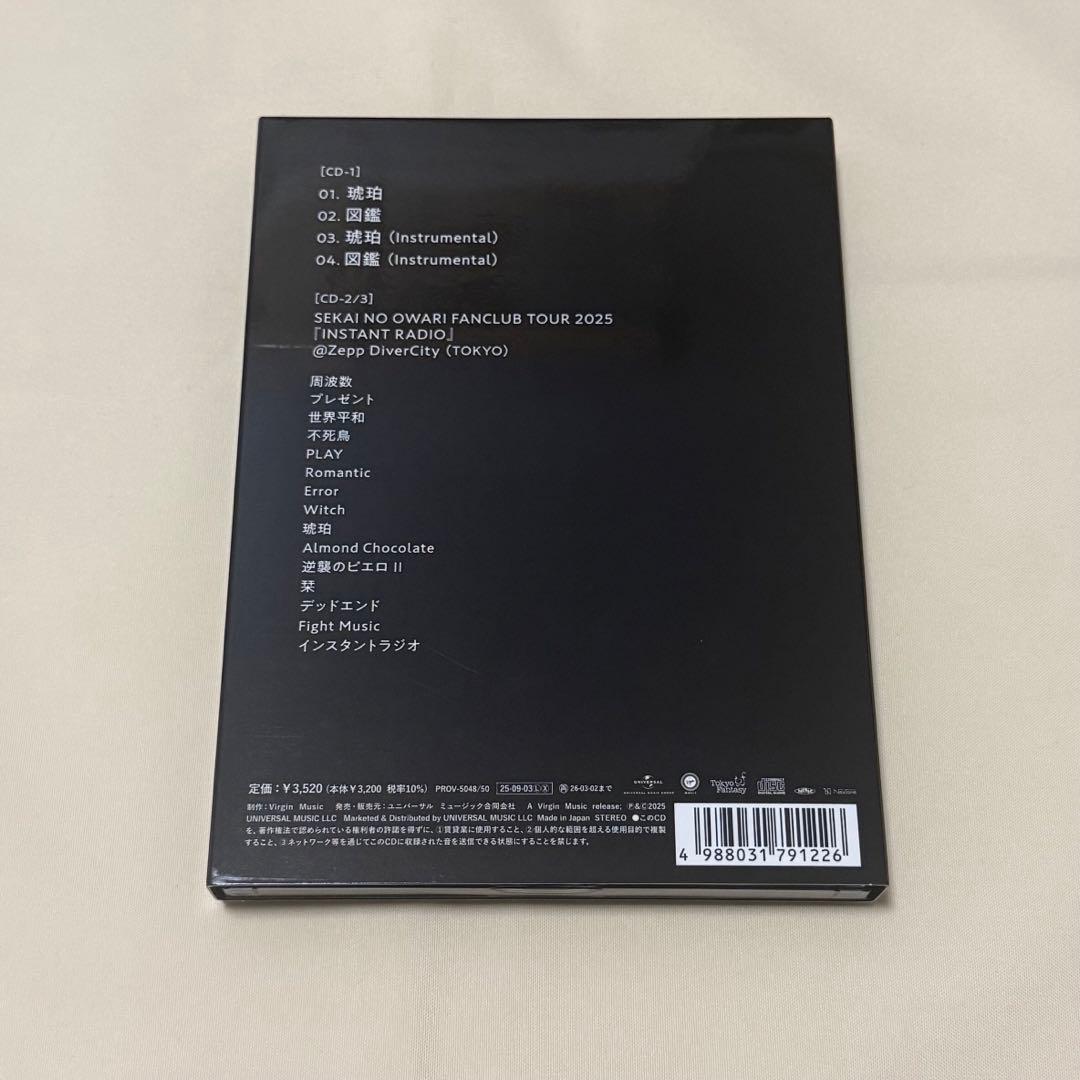 [CD-1]
01. 琥珀
02. 図鑑
03. 琥珀 (Instrumental)
04. 図鑑 (Instrumental)
[CD-2/3]
SEKAI NO OWARI FANCLUB TOUR 2025
『INSTANT RADIO』
@Zepp DiverCity (TOKYO)
周波数
プレゼント
世界平和
不死鳥
PLAY
Romantic
Error
Witch
琥珀
Almond Chocolate
逆襲のピエロ II
栞
デッドエンド
Fight Music
インスタントラジオ
定価:¥3,520(本体¥3,200 税率10%) PROV-5048/50 25-09-03 L X 再 26-03-02まで
UNIVERSAL
Tokyo Fantasy
disc
DIGITAL AUDIO
制作:Virgin Music 発売・販売元:ユニバーサル ミュージック合同会社 A Virgin Music release; ℗&©2025
UNIVERSAL MUSIC LLC Marketed & Distributed by UNIVERSAL MUSIC LLC Made in Japan STEREO ●このCD
を、著作権法で認められている権利者の許諾を得ずに、①賃貸業に使用すること、②個人的な範囲を超える使用目的で複製
すること、③ネットワーク等を通じてこのCDに収録された音を送信できる状態にすることを禁じます。
4 988031 791226